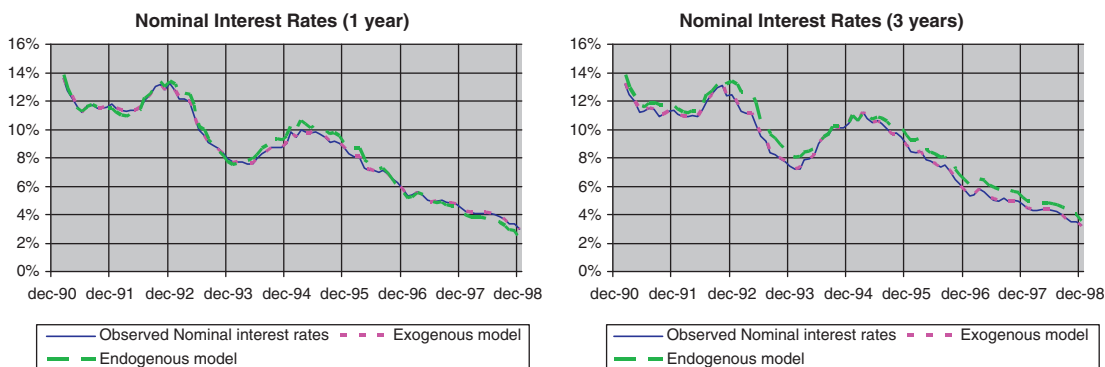 Nominal Interest Rates (1 year)
16%
14%
12%
10%
8%
6%
4%
2%
0%
dec-90 dec-91 dec-92 dec-93 dec-94 dec-95 dec-96 dec-97 dec-98
Observed Nominal interest rates Exogenous model
Endogenous model
Nominal Interest Rates (3 years)
16%
14%
12%
10%
8%
6%
4%
2%
0%
dec-90 dec-91 dec-92 dec-93 dec-94 dec-95 dec-96 dec-97 dec-98
Observed Nominal interest rates Exogenous model
Endogenous model